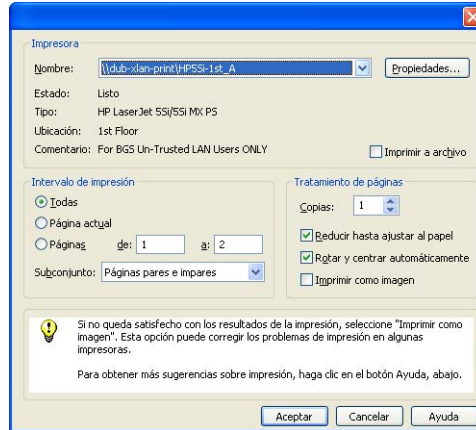 Impresora
Nombre: \\dub-xlan-print\HP5Si-1st_A Propiedades...
Estado: Listo
Tipo: HP LaserJet 5Si/5Si MX PS
Ubicación: 1st Floor
Comentario: For BGS Un-Trusted LAN Users ONLY Imprimir a archivo
Intervalo de impresión
Todas
Página actual
Páginas de: 1 a: 2
Subconjunto: Páginas pares e impares
Tratamiento de páginas
Copias: 1
Reducir hasta ajustar al papel
Rotar y centrar automáticamente
Imprimir como imagen
Si no queda satisfecho con los resultados de la impresión, seleccione "Imprimir como
imagen". Esta opción puede corregir los problemas de impresión en algunas
impresoras.
Para obtener más sugerencias sobre impresión, haga clic en el botón Ayuda, abajo.
Aceptar Cancelar Ayuda